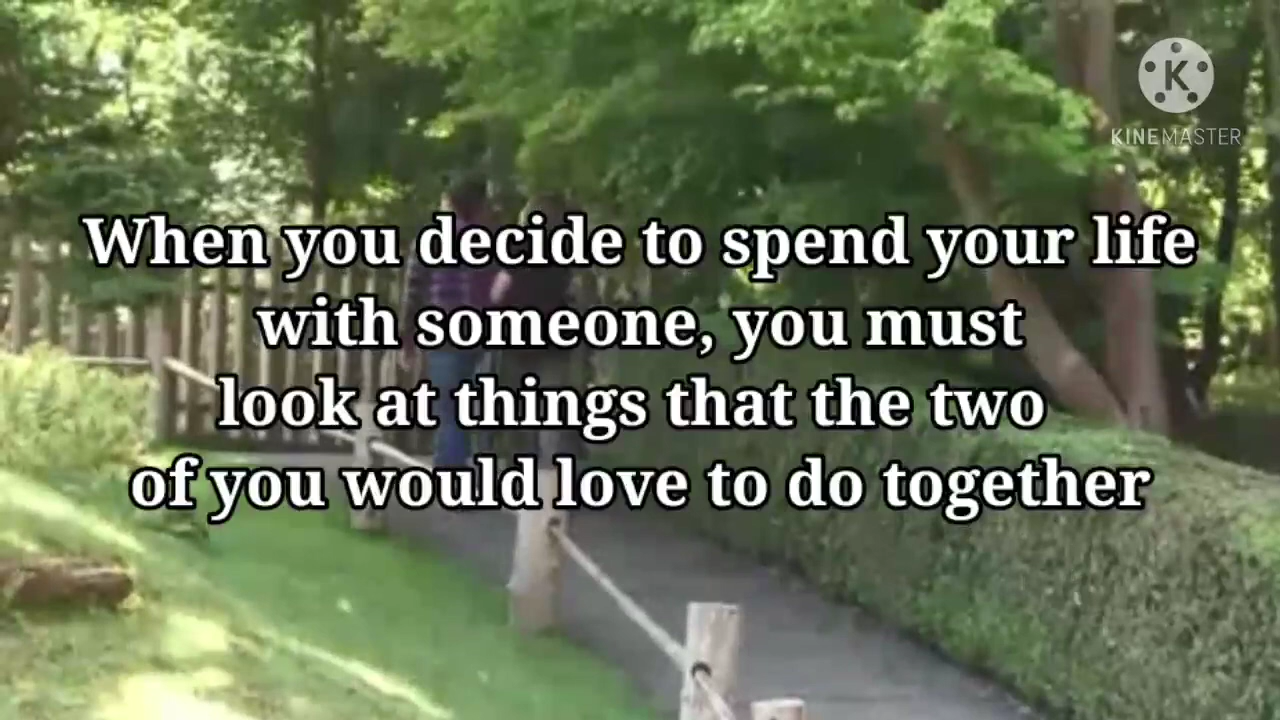 K
KINEMASTER
When you decide to spend your life
with someone, you must
look at things that the two
of you would love to do together